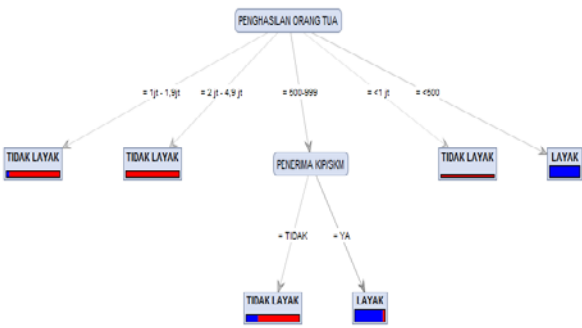 PENGHASILAN ORANG TUA
= 1jt - 1,9jt
= 2 jt - 4,9 jt
= 600-999
= <1 jt
= <500
TIDAK LAYAK
TIDAK LAYAK
PENERIMA KIP/SKM
TIDAK LAYAK
LAYAK
= TIDAK
= YA
TIDAK LAYAK
LAYAK